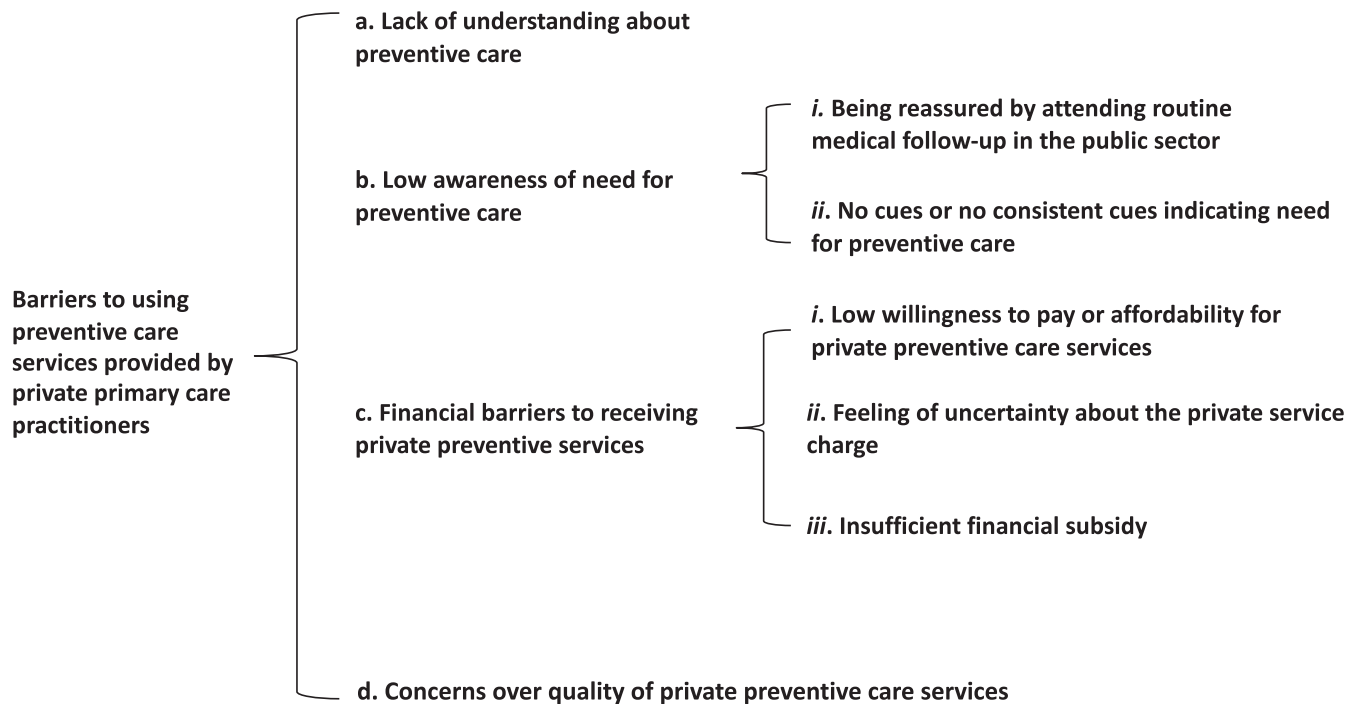 Barriers to using
preventive care
services provided by
private primary care
practitioners
a. Lack of understanding about
preventive care
b. Low awareness of need for
preventive care
i. Being reassured by attending routine
medical follow-up in the public sector
ii. No cues or no consistent cues indicating need
for preventive care
c. Financial barriers to receiving
private preventive services
i. Low willingness to pay or affordability for
private preventive care services
ii. Feeling of uncertainty about the private service
charge
iii. Insufficient financial subsidy
d. Concerns over quality of private preventive care services